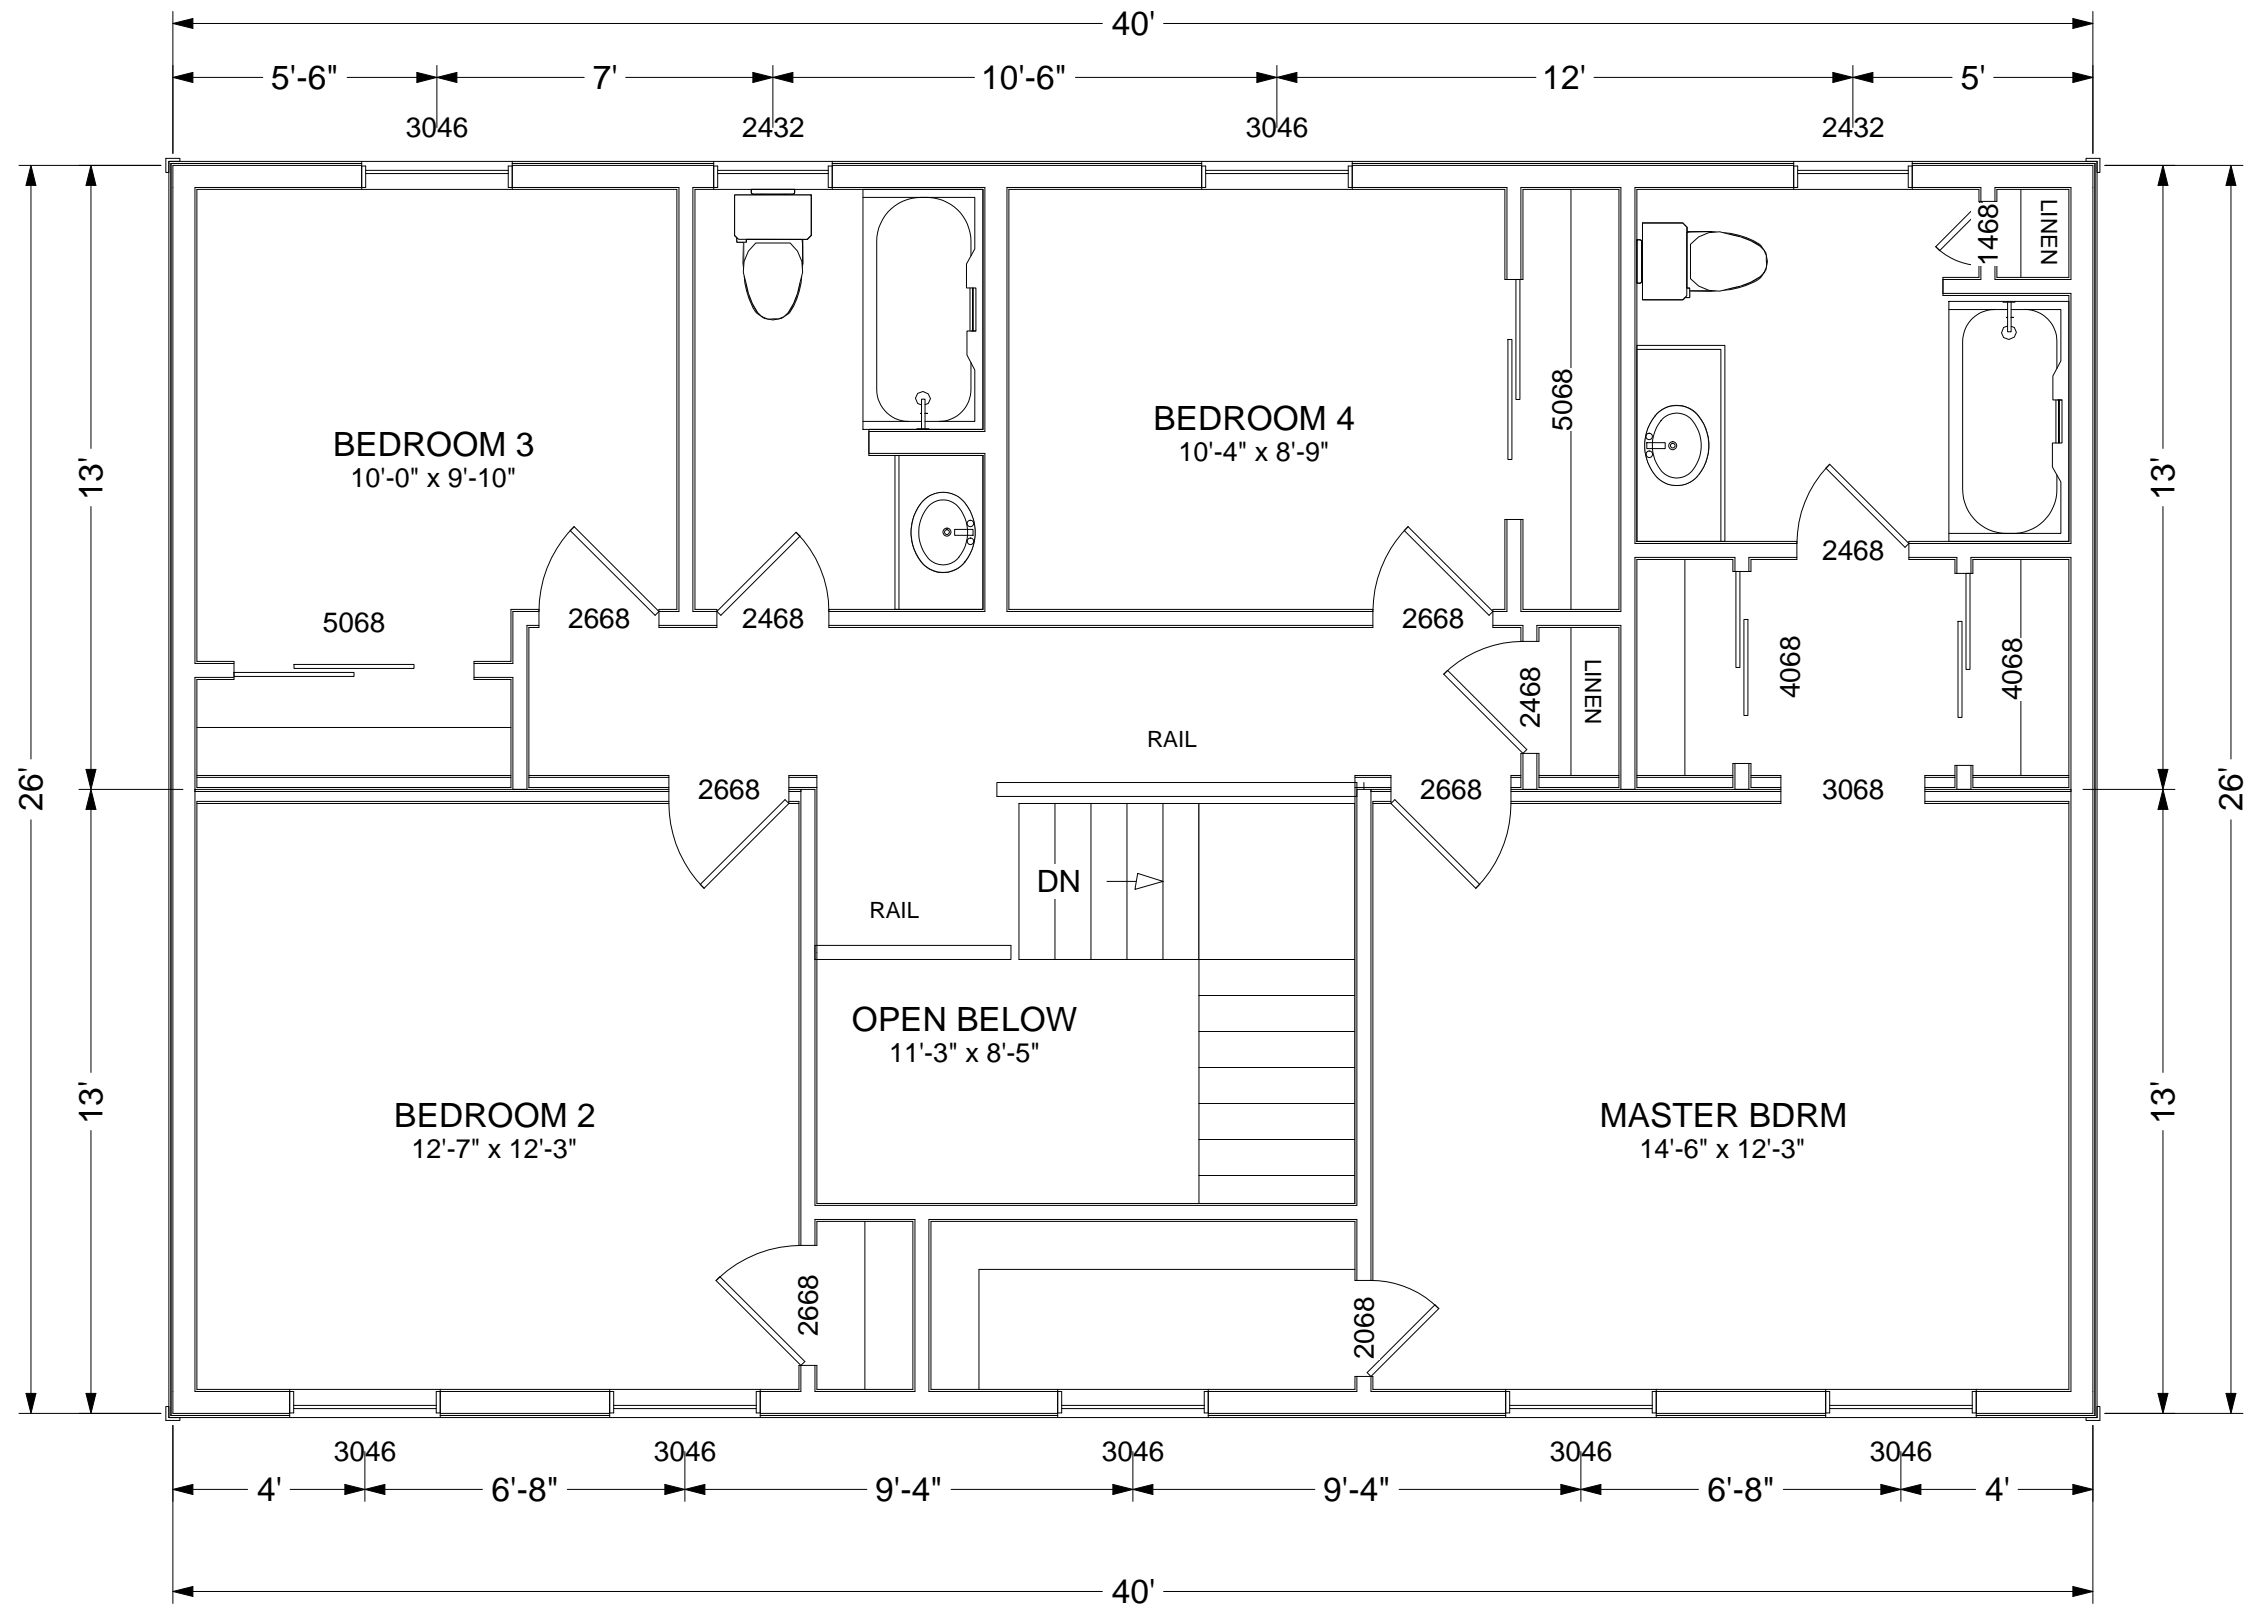 40'
5'-6" 7' 10'-6" 12' 5'
3046 2432 3046 2432
1468
LINEN
BEDROOM 3
10'-0" x 9'-10"
BEDROOM 4
10'-4" x 8'-9"
5068
13'
13'
2468
5068
2668
2468
2668
2468
LINEN
4068
4068
RAIL
26'
2668
2668
3068
26'
DN
RAIL
OPEN BELOW
11'-3" x 8'-5"
13'
BEDROOM 2
12'-7" x 12'-3"
MASTER BDRM
14'-6" x 12'-3"
13'
2668
2068
3046 3046 3046 3046 3046
4' 6'-8" 9'-4" 9'-4" 6'-8" 4'
40'